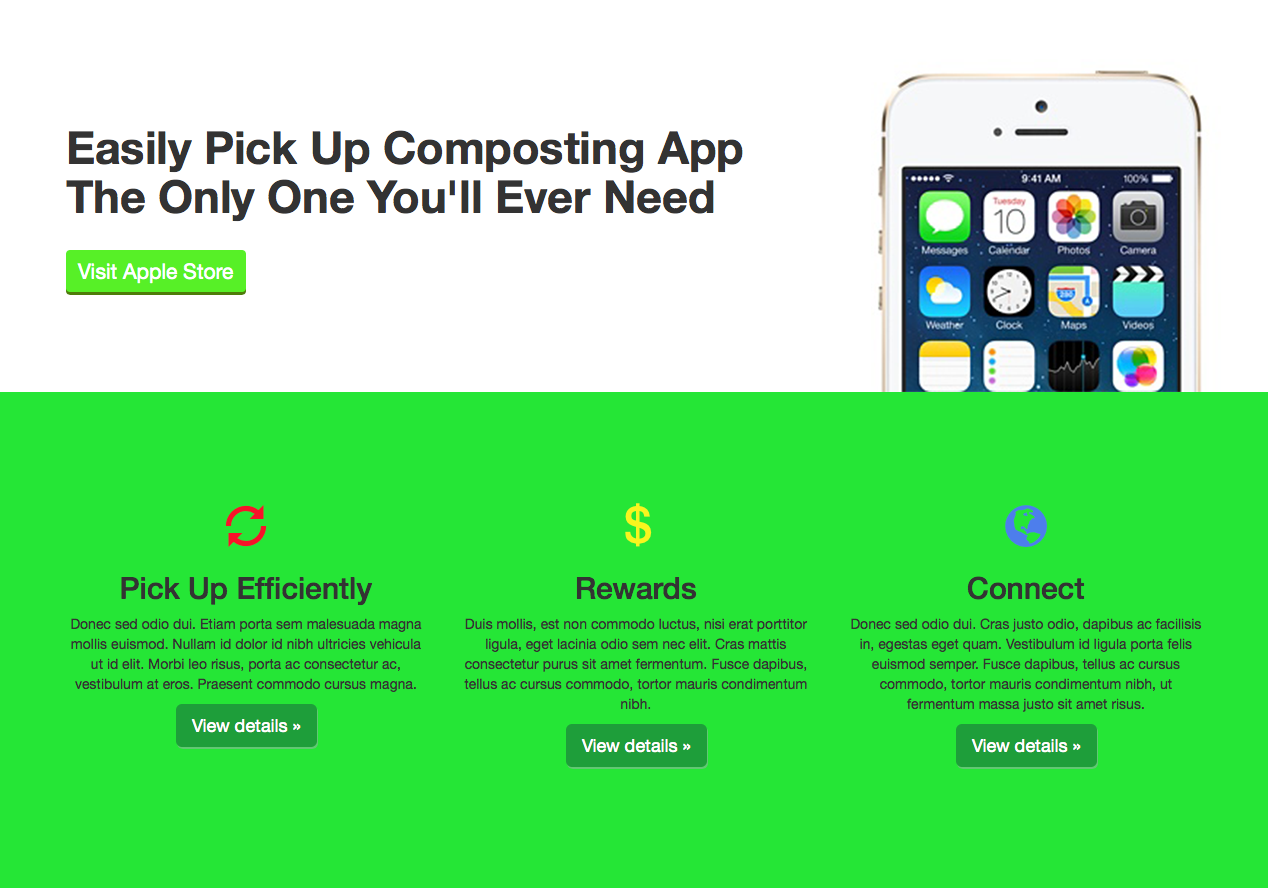 Easily Pick Up Composting App
The Only One You'll Ever Need
Visit Apple Store
9:41 AM
100%
Tuesday
10
Messages
Calendar
Photos
Camera
280
Weather
Clock
Maps
Videos
$
Pick Up Efficiently
Donec sed odio dui. Etiam porta sem malesuada magna
mollis euismod. Nullam id dolor id nibh ultricies vehicula
ut id elit. Morbi leo risus, porta ac consectetur ac,
vestibulum at eros. Praesent commodo cursus magna.
View details »
Rewards
Duis mollis, est non commodo luctus, nisi erat porttitor
ligula, eget lacinia odio sem nec elit. Cras mattis
consectetur purus sit amet fermentum. Fusce dapibus,
tellus ac cursus commodo, tortor mauris condimentum
nibh.
View details »
Connect
Donec sed odio dui. Cras justo odio, dapibus ac facilisis
in, egestas eget quam. Vestibulum id ligula porta felis
euismod semper. Fusce dapibus, tellus ac cursus
commodo, tortor mauris condimentum nibh, ut
fermentum massa justo sit amet risus.
View details »